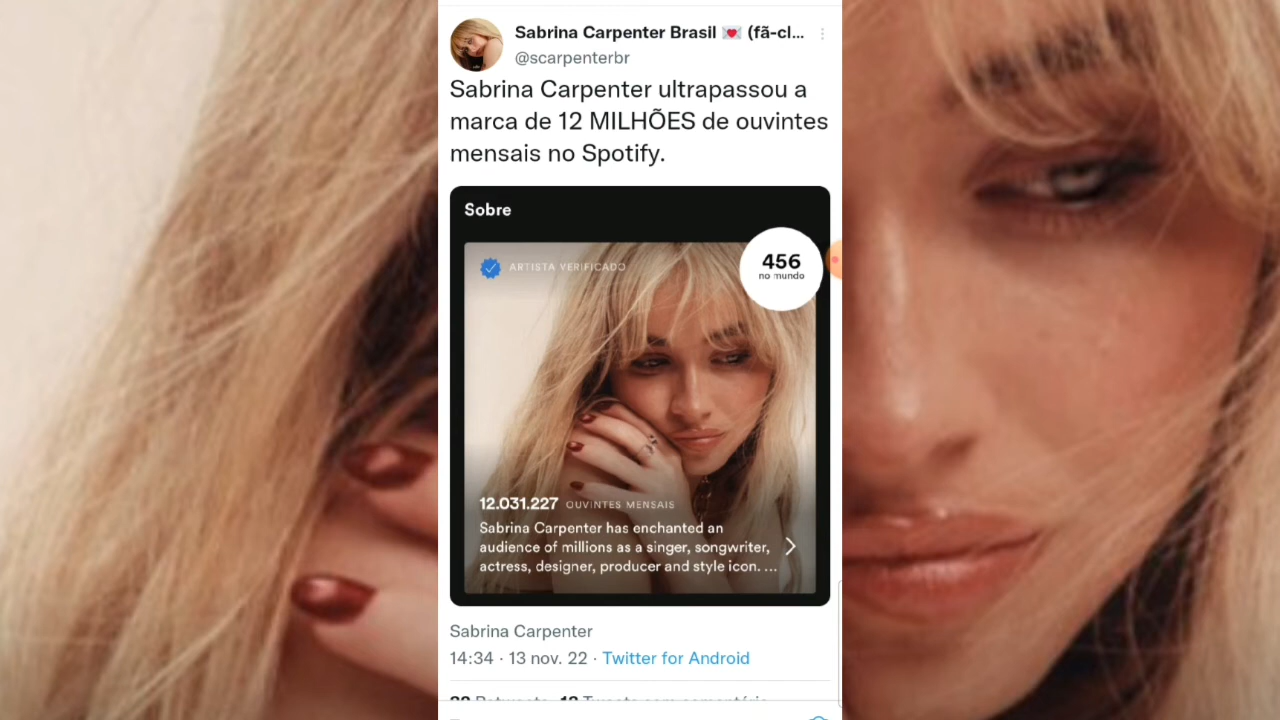 Sabrina Carpenter Brasil 💌 (fã-cl...
@scarpenterbr
Sabrina Carpenter ultrapassou a
marca de 12 MILHÕES de ouvintes
mensais no Spotify.
Sobre
456
no mundo
ARTISTA VERIFICADO
12.031.227 OUVINTES MENSAIS
Sabrina Carpenter has enchanted an
audience of millions as a singer, songwriter,
actress, designer, producer and style icon. ...
Sabrina Carpenter
14:34 · 13 nov. 22 · Twitter for Android